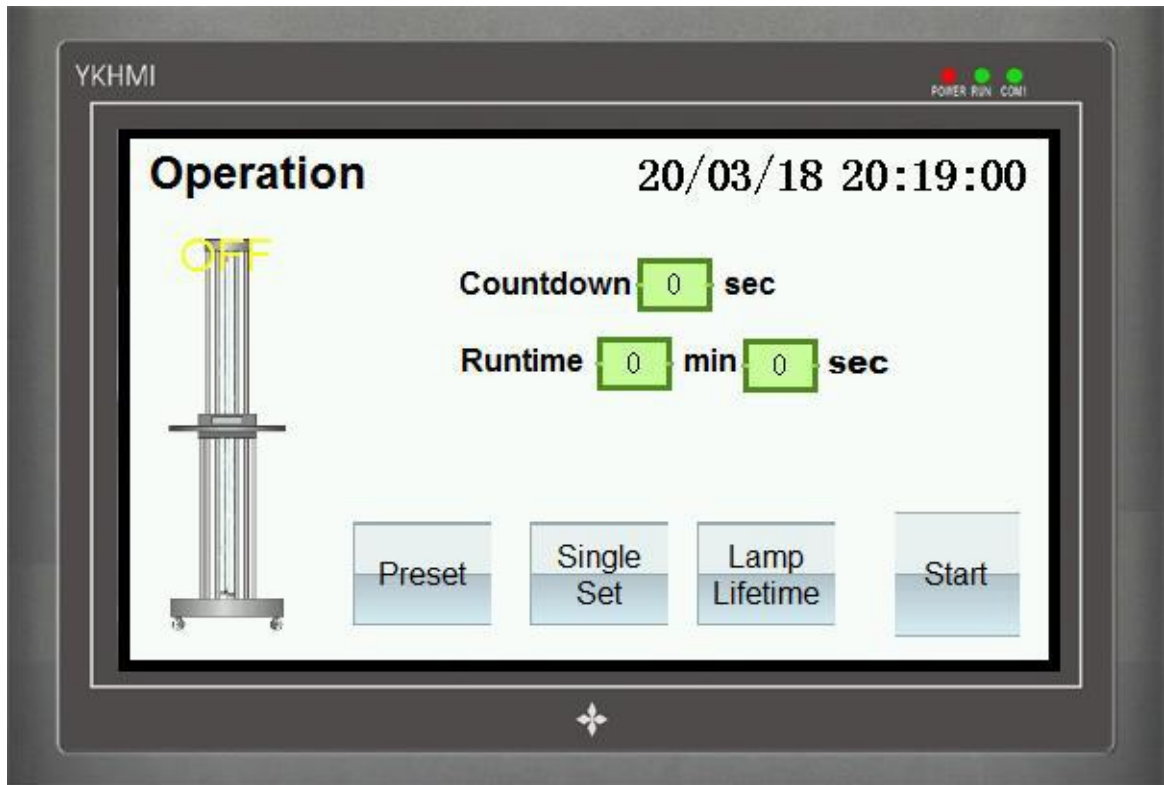 YKHMI
POWER RUN COM1
Operation
20/03/18 20:19:00
OFF
Countdown 0 sec
Runtime 0 min 0 sec
Preset
Single
Set
Lamp
Lifetime
Start